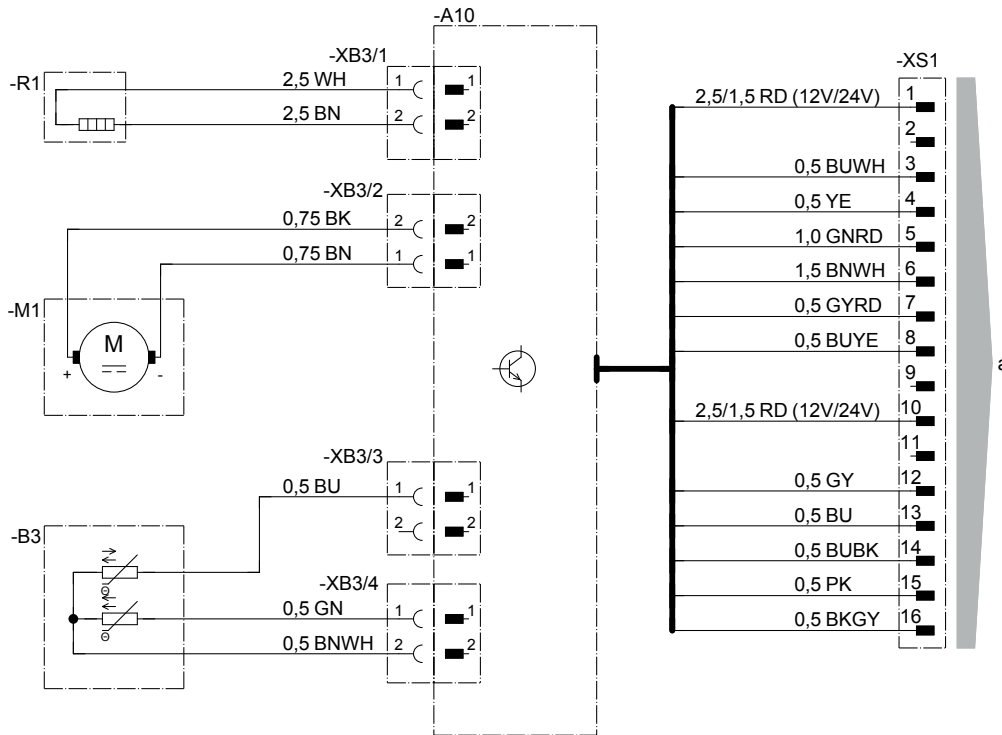 -A10
-XB3/1
-R1
2,5 WH
1
1
2,5 BN
2
2
-XB3/2
0,75 BK
2
2
0,75 BN
1
1
-M1
M
+
-
-XB3/3
0,5 BU
1
1
2
2
-B3
Θ
Θ
-XB3/4
0,5 GN
1
1
0,5 BNWH
2
2
-XS1
2,5/1,5 RD (12V/24V)
1
2
0,5 BUWH
3
0,5 YE
4
1,0 GNRD
5
1,5 BNWH
6
0,5 GYRD
7
0,5 BUYE
8
9
2,5/1,5 RD (12V/24V)
10
11
0,5 GY
12
0,5 BU
13
0,5 BUBK
14
0,5 PK
15
0,5 BKGY
16
a